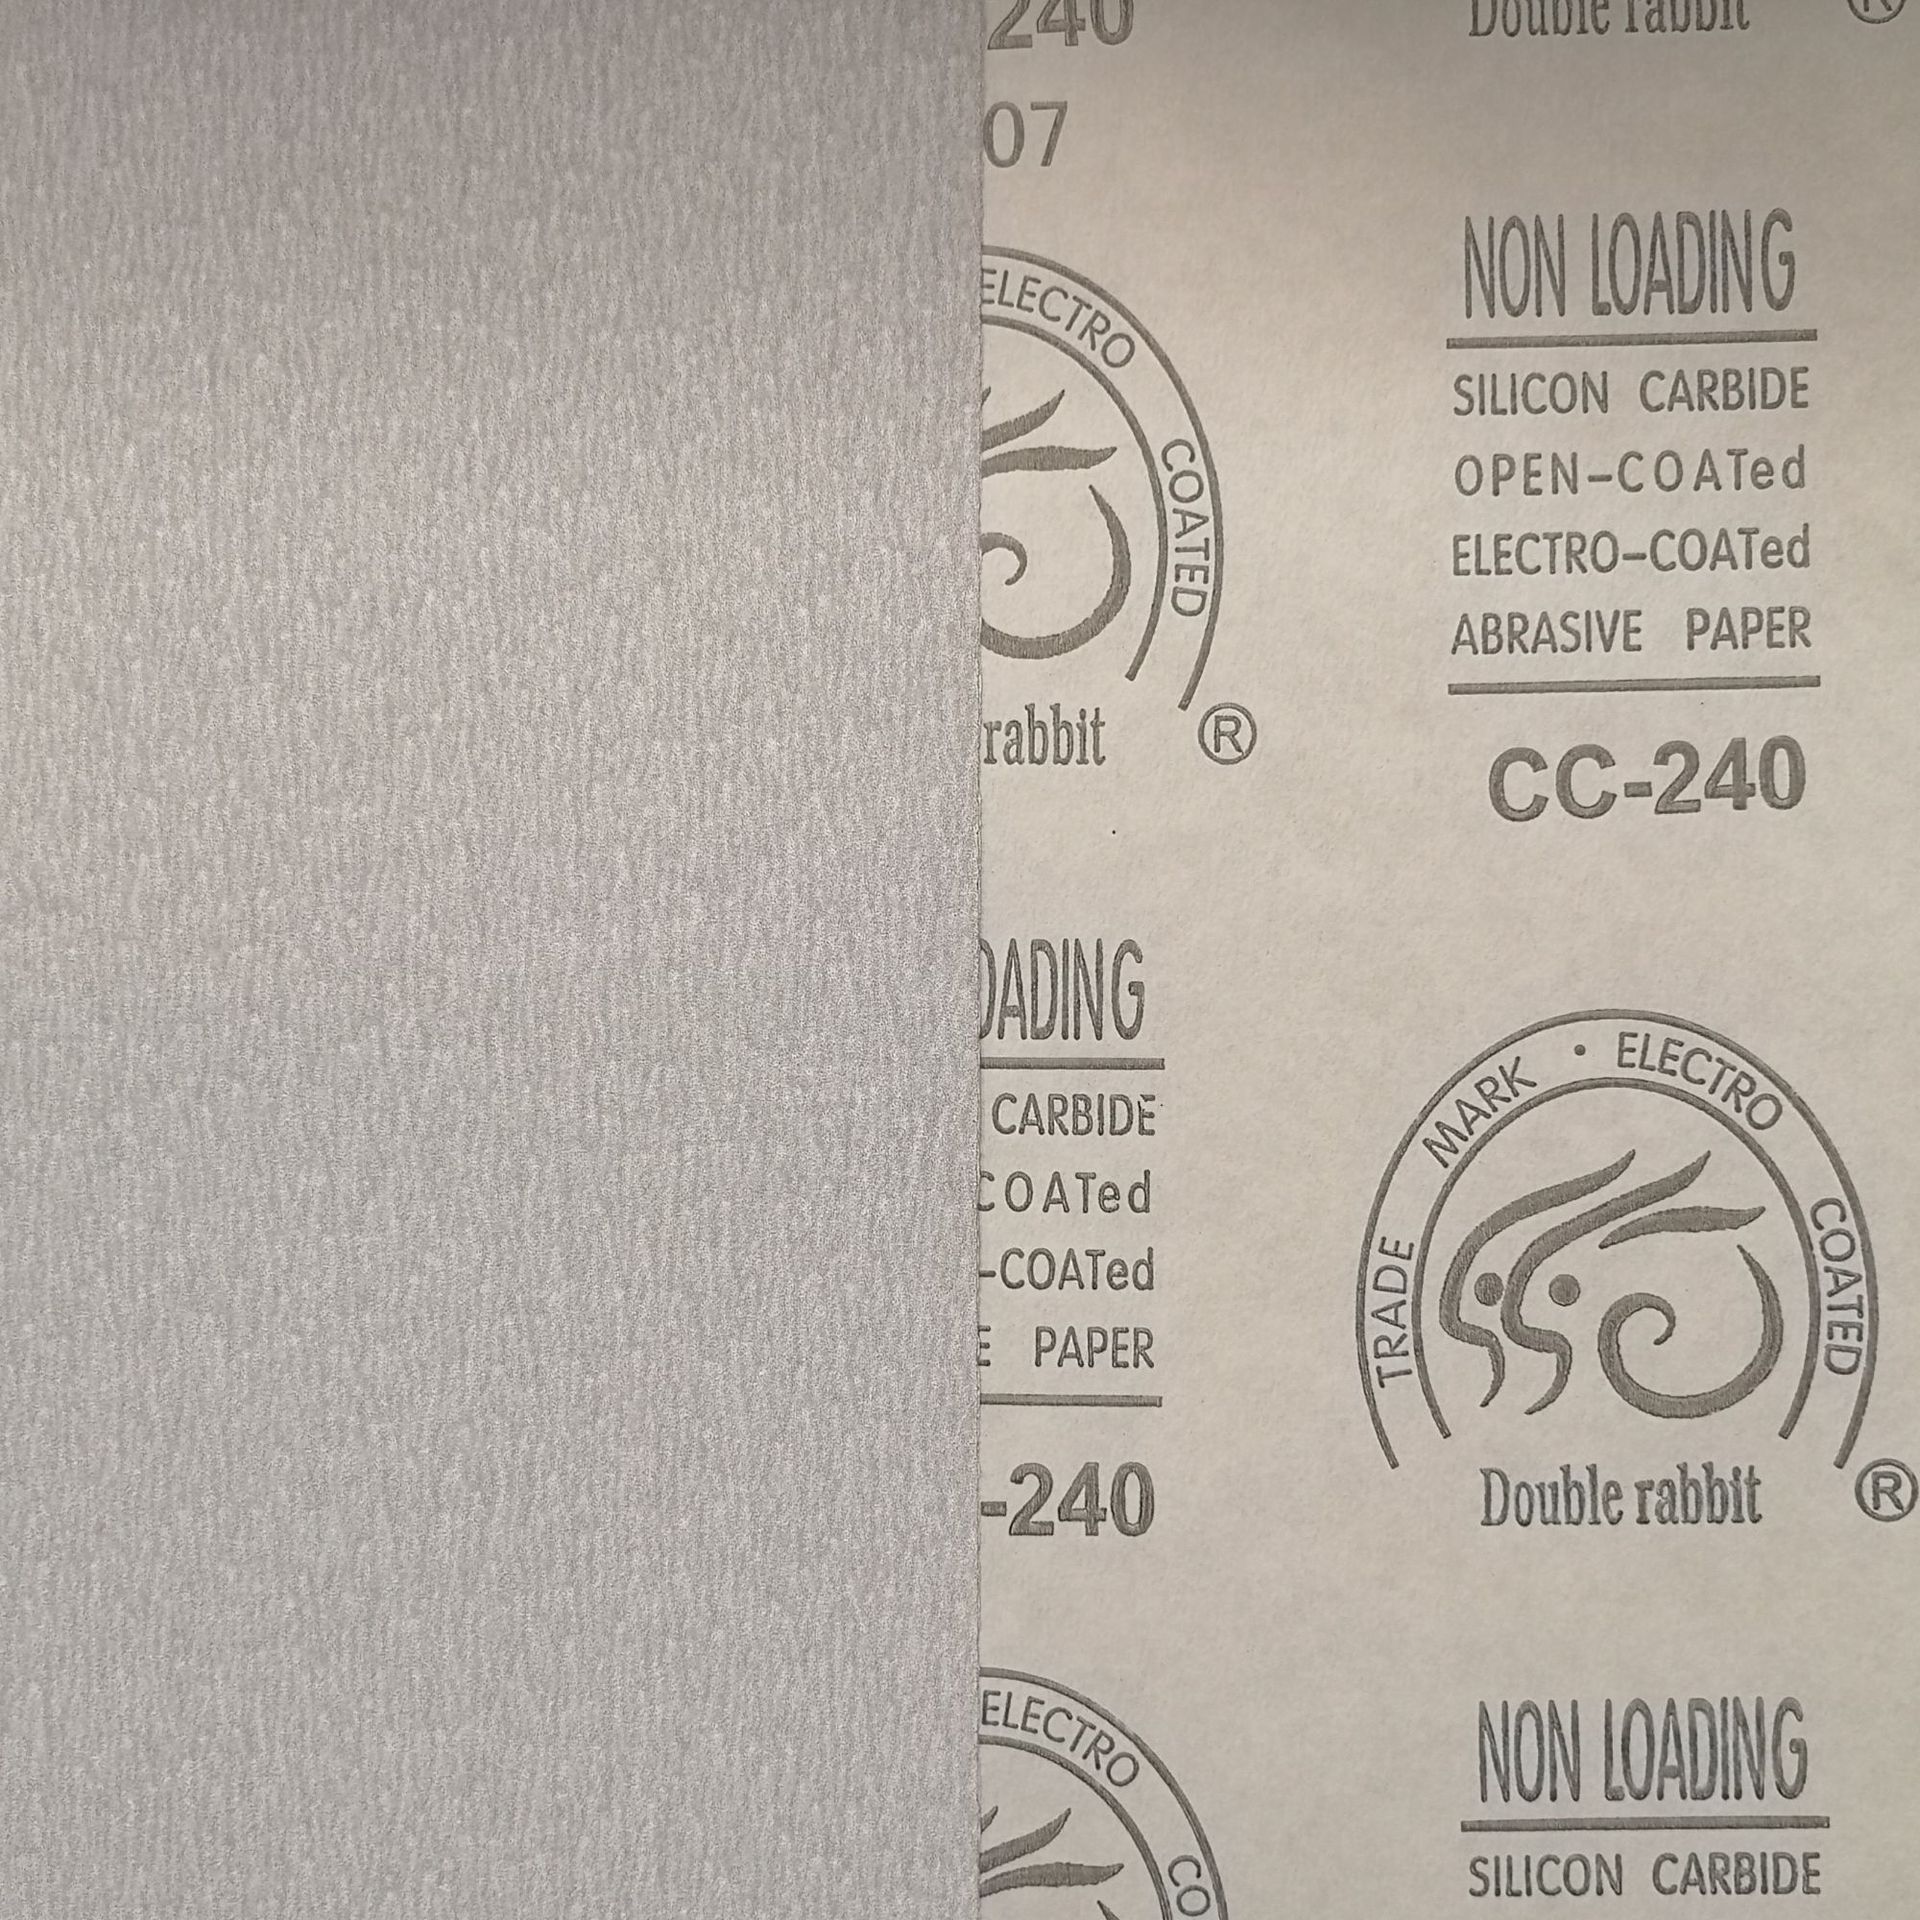 240
07
ELECTRO COATED
rabbit ®
OADING
CARBIDE
COATed
-COATed
E PAPER
-240
ELECTRO CO
Double rabbit ®
NON LOADING
SILICON CARBIDE
OPEN-COATed
ELECTRO-COATed
ABRASIVE PAPER
CC-240
TRADE MARK · ELECTRO COATED
Double rabbit ®
NON LOADING
SILICON CARBIDE